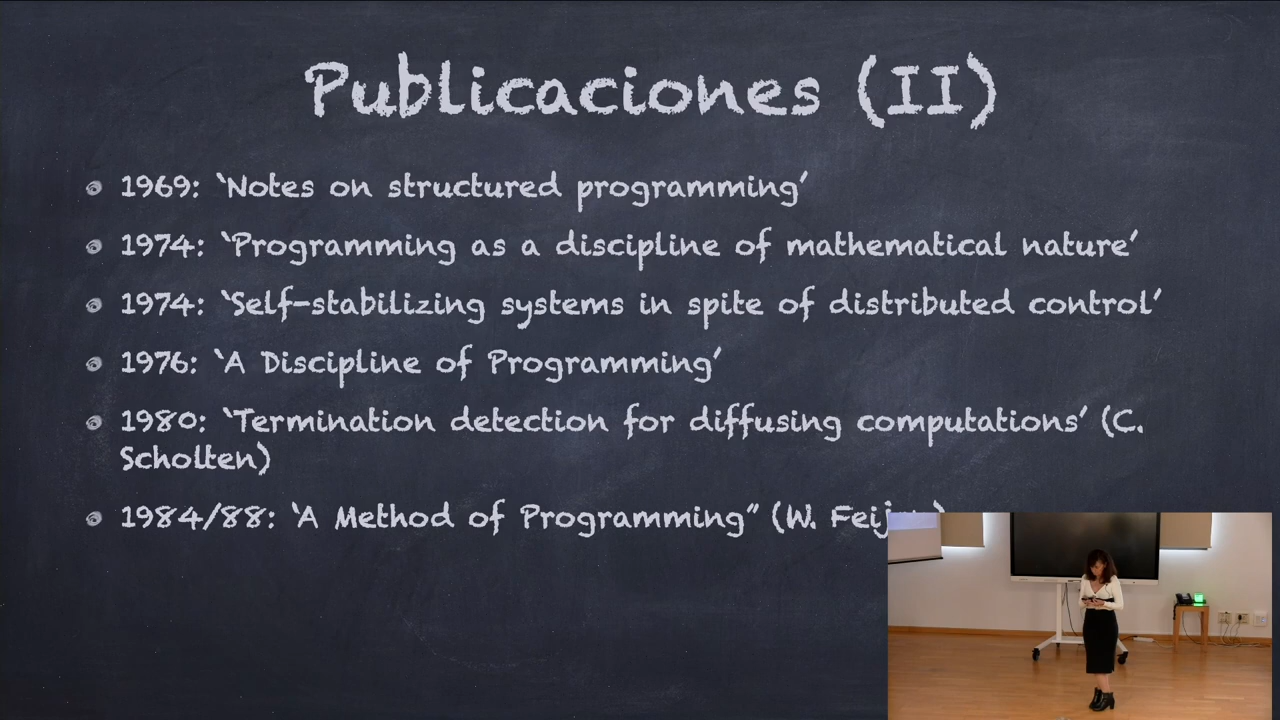 Publicaciones (II)
1969: ‘Notes on structured programming’
1974: ‘Programming as a discipline of mathematical nature’
1974: ‘Self-stabilizing systems in spite of distributed control’
1976: ‘A Discipline of Programming’
1980: ‘Termination detection for diffusing computations’ (C.
Scholten)
1984/88: ‘A Method of Programming” (W.